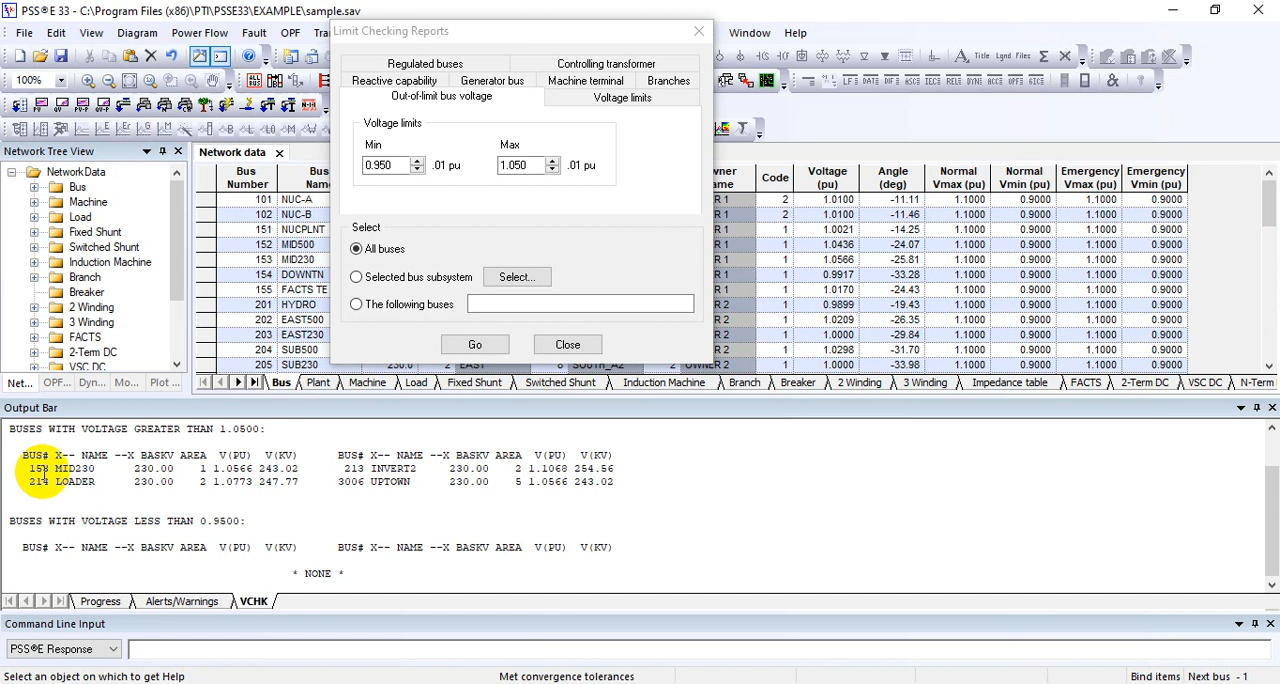 PSS®E 33 - C:\Program Files (x86)\PTI\PSSE33\EXAMPLE\sample.sav
File Edit View Diagram Power Flow Fault OPF Window Help
Title Lgnd Files
100%
Network Tree View
NetworkData
Bus
Machine
Load
Fixed Shunt
Switched Shunt
Induction Machine
Branch
Breaker
2 Winding
3 Winding
FACTS
2-Term DC
VSC DC
Net... OPF... Dyn... Mo... Plot ...
Limit Checking Reports
Regulated buses Controlling transformer
Reactive capability Generator bus Machine terminal Branches
Out-of-limit bus voltage Voltage limits
Voltage limits
Min Max
0.950 .01 pu 1.050 .01 pu
Select
All buses
Selected bus subsystem Select...
The following buses
Go Close
Network data
Bus Number Code Voltage (pu) Angle (deg) Normal Vmax (pu) Normal Vmin (pu) Emergency Vmax (pu) Emergency Vmin (pu)
101 NUC-A 2 1.0100 -11.11 1.1000 0.9000 1.1000 0.9000
102 NUC-B 2 1.0100 -11.46 1.1000 0.9000 1.1000 0.9000
151 NUCPLNT 1 1.0021 -14.25 1.1000 0.9000 1.1000 0.9000
152 MID500 1 1.0436 -24.07 1.1000 0.9000 1.1000 0.9000
153 MID230 1 1.0566 -25.81 1.1000 0.9000 1.1000 0.9000
154 DOWNTN 1 0.9917 -33.28 1.1000 0.9000 1.1000 0.9000
155 FACTS TE 1 1.0170 -24.43 1.1000 0.9000 1.1000 0.9000
201 HYDRO 1 0.9899 -19.43 1.1000 0.9000 1.1000 0.9000
202 EAST500 1 1.0209 -26.35 1.1000 0.9000 1.1000 0.9000
203 EAST230 1 1.0000 -29.84 1.1000 0.9000 1.1000 0.9000
204 SUB500 1 1.0298 -31.70 1.1000 0.9000 1.1000 0.9000
205 SUB230 1 1.0000 -33.98 1.1000 0.9000 1.1000 0.9000
Bus Plant Machine Load Fixed Shunt Switched Shunt Induction Machine Branch Breaker 2 Winding 3 Winding Impedance table FACTS 2-Term DC VSC DC N-Term
Output Bar
BUSES WITH VOLTAGE GREATER THAN 1.0500:
BUS# X-- NAME --X BASKV AREA V(PU) V(KV) BUS# X-- NAME --X BASKV AREA V(PU) V(KV)
153 MID230 230.00 1 1.0566 243.02 213 INVERT2 230.00 2 1.1068 254.56
214 LOADER 230.00 2 1.0773 247.77 3006 UPTOWN 230.00 5 1.0566 243.02
BUSES WITH VOLTAGE LESS THAN 0.9500:
BUS# X-- NAME --X BASKV AREA V(PU) V(KV) BUS# X-- NAME --X BASKV AREA V(PU) V(KV)
* NONE *
Progress Alerts/Warnings VCHK
Command Line Input
PSS®E Response
Select an object on which to get Help Met convergence tolerances Bind items Next bus - 1